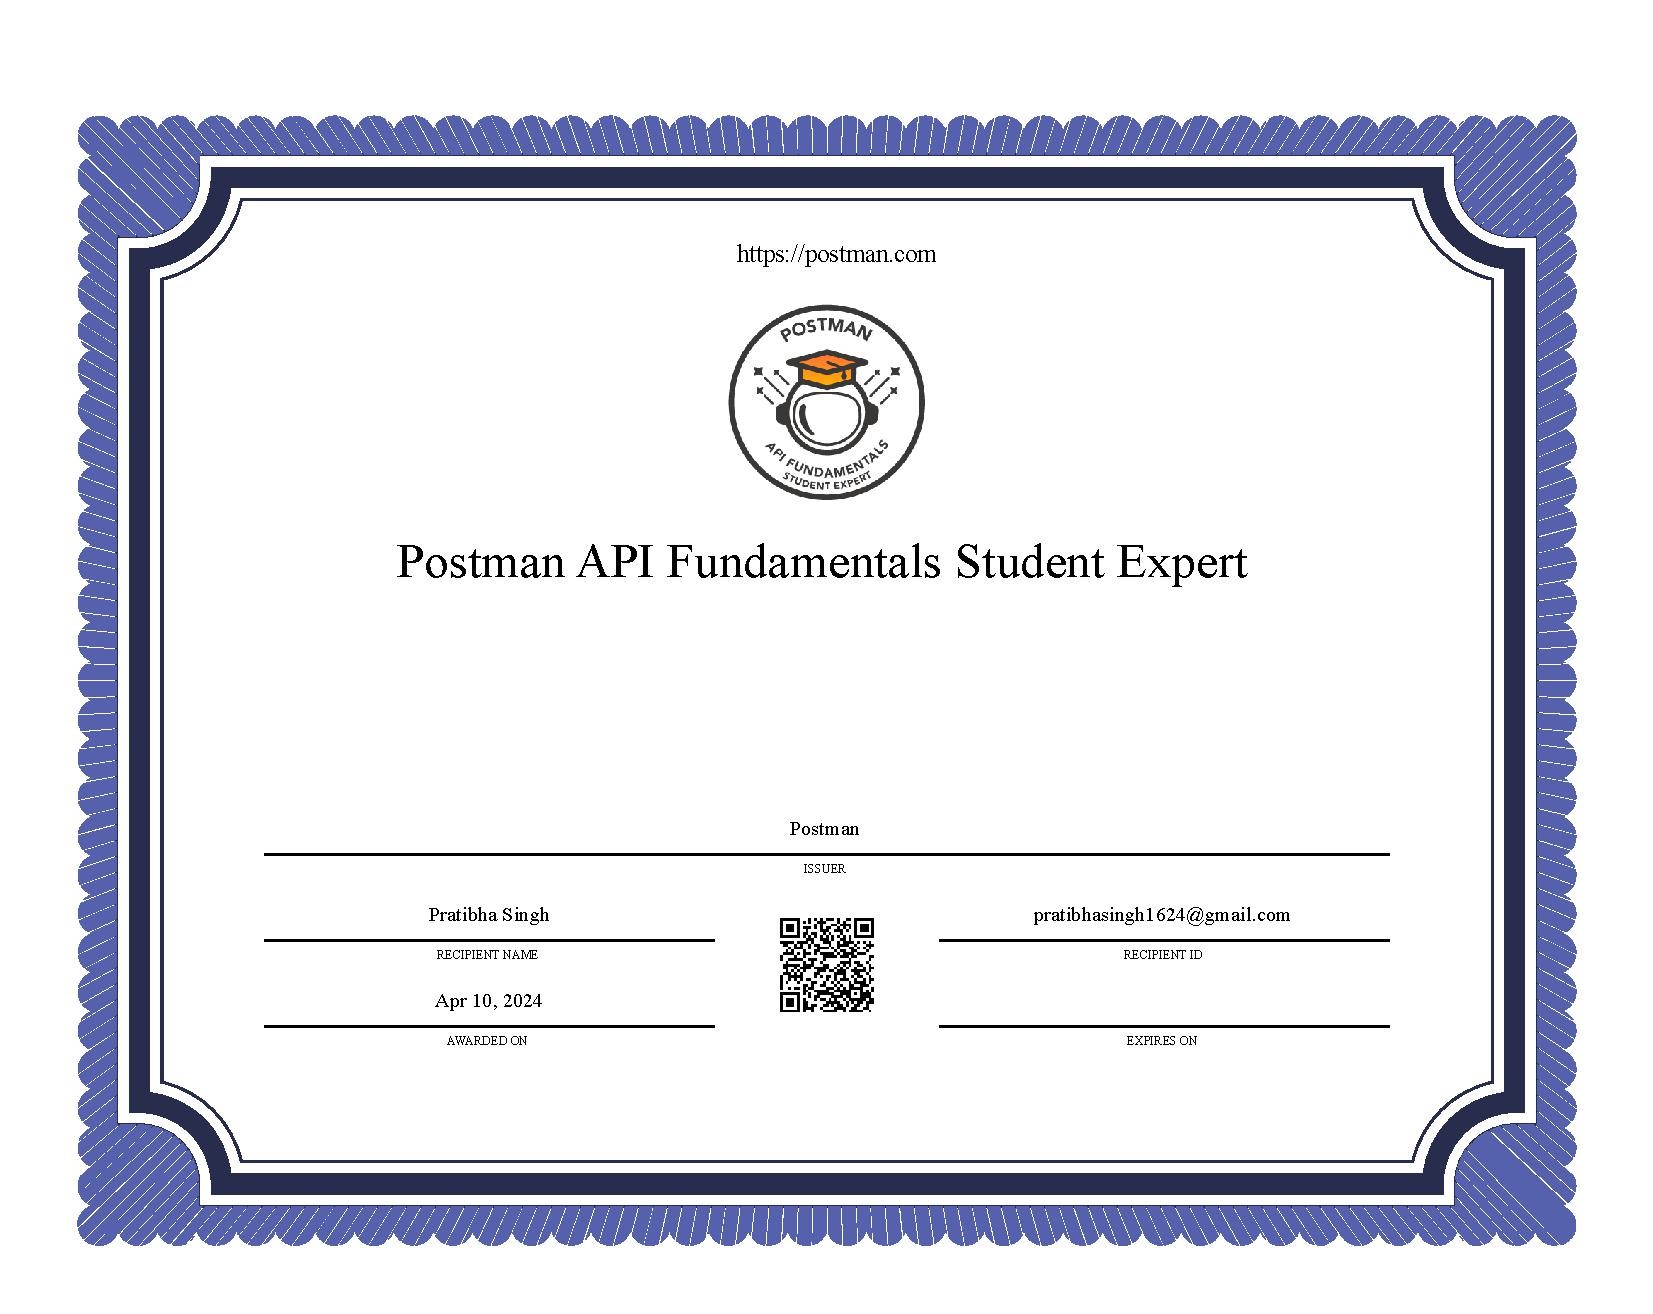 https://postman.com
POSTMAN
API FUNDAMENTALS
STUDENT EXPERT
Postman API Fundamentals Student Expert
Postman
ISSUER
Pratibha Singh
RECIPIENT NAME
pratibhasingh1624@gmail.com
RECIPIENT ID
Apr 10, 2024
AWARDED ON
EXPIRES ON